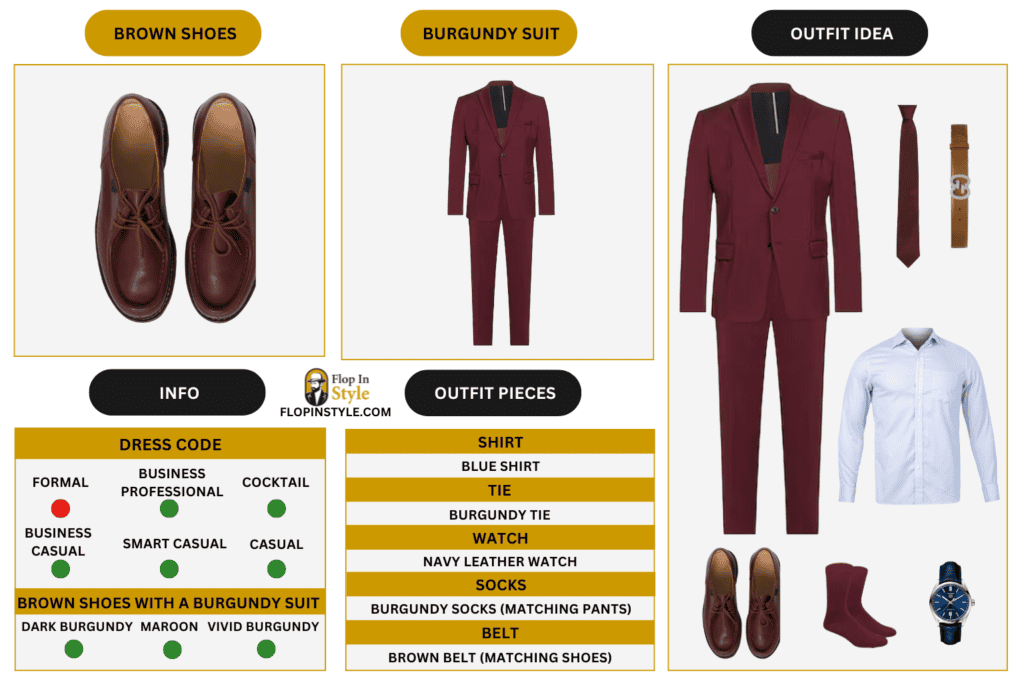 BROWN SHOES
BURGUNDY SUIT
OUTFIT IDEA
INFO
Flop In
Style
FLOPINSTYLE.COM
OUTFIT PIECES
DRESS CODE
FORMAL
BUSINESS
PROFESSIONAL
COCKTAIL
BUSINESS
CASUAL
SMART CASUAL
CASUAL
BROWN SHOES WITH A BURGUNDY SUIT
DARK BURGUNDY
MAROON
VIVID BURGUNDY
SHIRT
BLUE SHIRT
TIE
BURGUNDY TIE
WATCH
NAVY LEATHER WATCH
SOCKS
BURGUNDY SOCKS (MATCHING PANTS)
BELT
BROWN BELT (MATCHING SHOES)